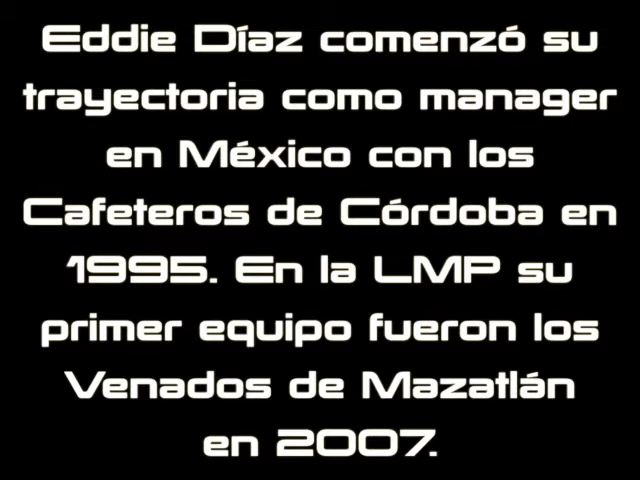 Eddie Díaz comenzó su
trayectoria como manager
en México con los
Cafeteros de Córdoba en
1995. En la LMP su
primer equipo fueron los
Venados de Mazatlán
en 2007.